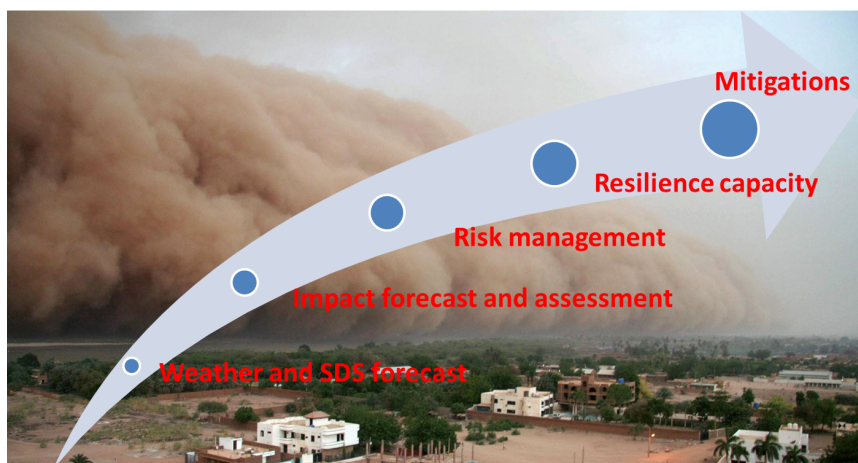 Mitigations
Resilience capacity
Risk management
Impact forecast and assessment
Weather and SDS forecast